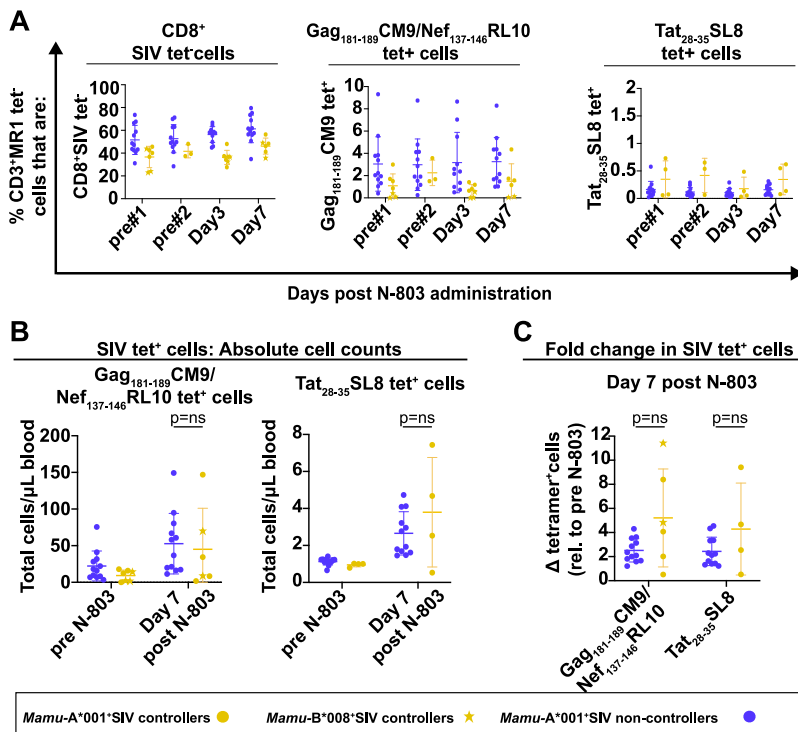 A
CD8⁺
SIV tet⁻cells
Gag₁₈₁₋₁₈₉CM9/Nef₁₃₇₋₁₄₆RL10
tet+ cells
Tat₂₈₋₃₅SL8
tet+ cells
% CD3⁺MR1 tet⁻
cells that are:
CD8⁺SIV tet⁻
100
80
60
40
20
0
pre#1
pre#2
Day3
Day7
Gag₁₈₁₋₁₈₉CM9 tet⁺
10
8
6
4
2
0
pre#1
pre#2
Day3
Day7
Tat₂₈₋₃₅SL8 tet⁺
2
1.5
1
0.5
0
pre#1
pre#2
Day3
Day7
Days post N-803 administration
B
SIV tet⁺ cells: Absolute cell counts
Gag₁₈₁₋₁₈₉CM9/
Nef₁₃₇₋₁₄₆RL10 tet⁺ cells
p=ns
Total cells/µL blood
200
150
100
50
0
pre N-803
Day 7
post N-803
Tat₂₈₋₃₅SL8 tet⁺ cells
p=ns
Total cells/µL blood
8
6
4
2
0
pre N-803
Day 7
post N-803
C
Fold change in SIV tet⁺ cells
Day 7 post N-803
p=ns
p=ns
Δ tetramer⁺cells
(rel. to pre N-803)
12
10
8
6
4
2
0
Gag₁₈₁₋₁₈₉CM9/
Nef₁₃₇₋₁₄₆RL10
Tat₂₈₋₃₅SL8
Mamu-A*001⁺SIV controllers
Mamu-B*008⁺SIV controllers
Mamu-A*001⁺SIV non-controllers